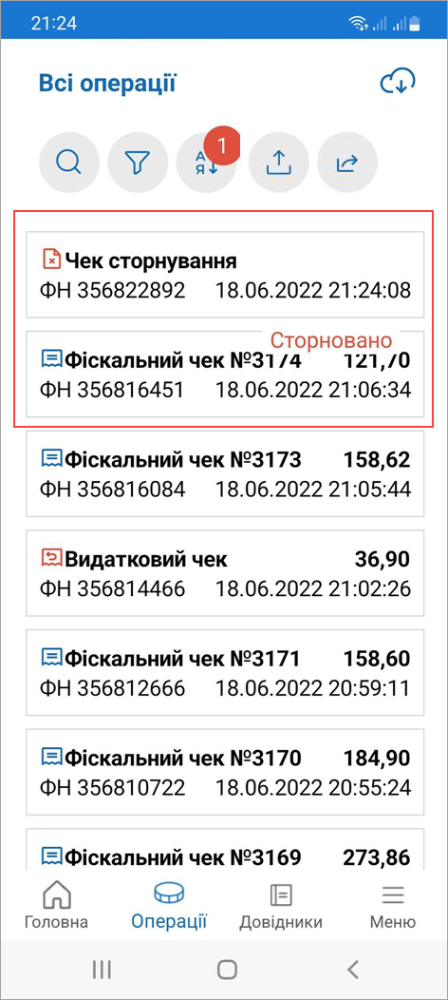 21:24
Всі операції
А
Я
1
Чек сторнування
ФН 356822892 18.06.2022 21:24:08
Сторновано
Фіскальний чек №3174 121,70
ФН 356816451 18.06.2022 21:06:34
Фіскальний чек №3173 158,62
ФН 356816084 18.06.2022 21:05:44
Видатковий чек 36,90
ФН 356814466 18.06.2022 21:02:26
Фіскальний чек №3171 158,60
ФН 356812666 18.06.2022 20:59:11
Фіскальний чек №3170 184,90
ФН 356810722 18.06.2022 20:55:24
Фіскальний чек №3169 273,86
Головна Операції Довідники Меню